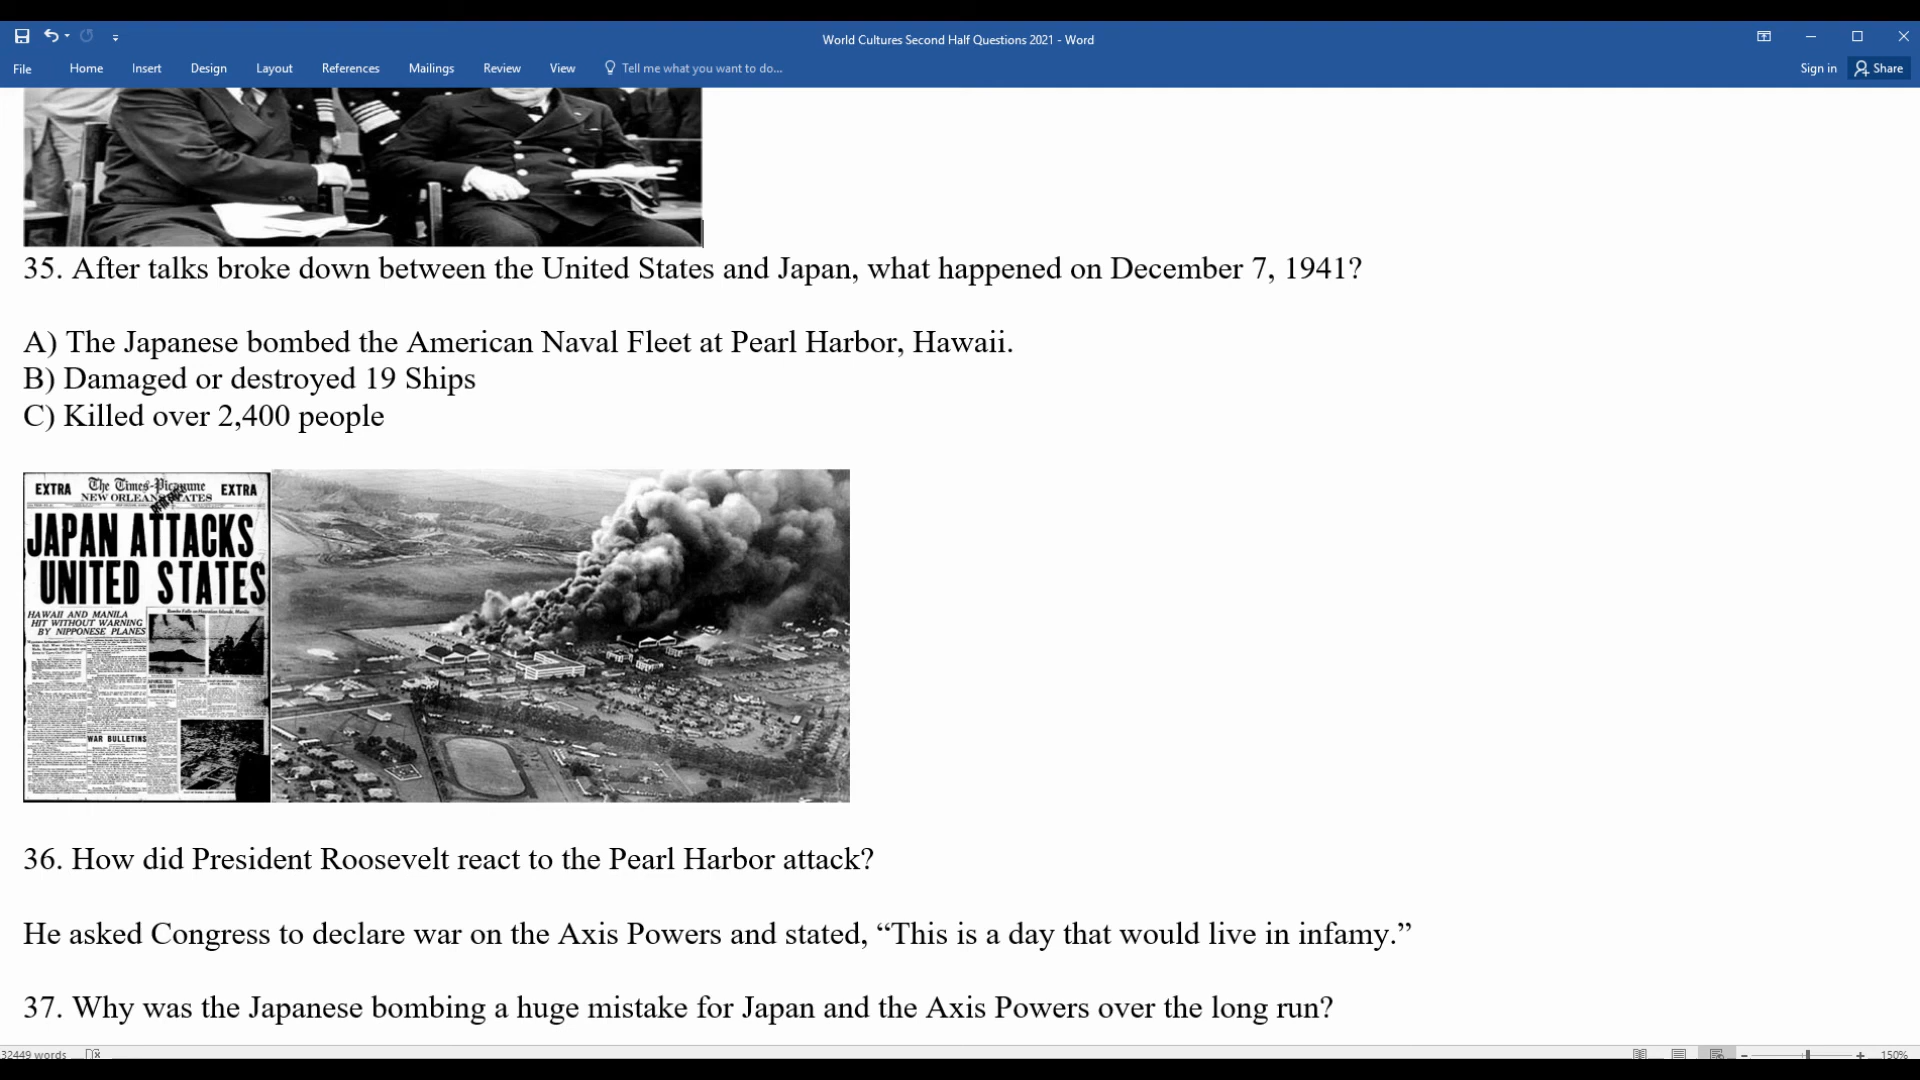 World Cultures Second Half Questions 2021 - Word
File Home Insert Design Layout References Mailings Review View Tell me what you want to do... Sign in Share
35. After talks broke down between the United States and Japan, what happened on December 7, 1941?
A) The Japanese bombed the American Naval Fleet at Pearl Harbor, Hawaii.
B) Damaged or destroyed 19 Ships
C) Killed over 2,400 people
EXTRA The Times-Picayune EXTRA
NEW ORLEANS STATES
JAPAN ATTACKS
UNITED STATES
HAWAII AND MANILA
HIT WITHOUT WARNING
BY NIPPONESE PLANES
WAR BULLETINS
36. How did President Roosevelt react to the Pearl Harbor attack?
He asked Congress to declare war on the Axis Powers and stated, “This is a day that would live in infamy.”
37. Why was the Japanese bombing a huge mistake for Japan and the Axis Powers over the long run?
32449 words
150%